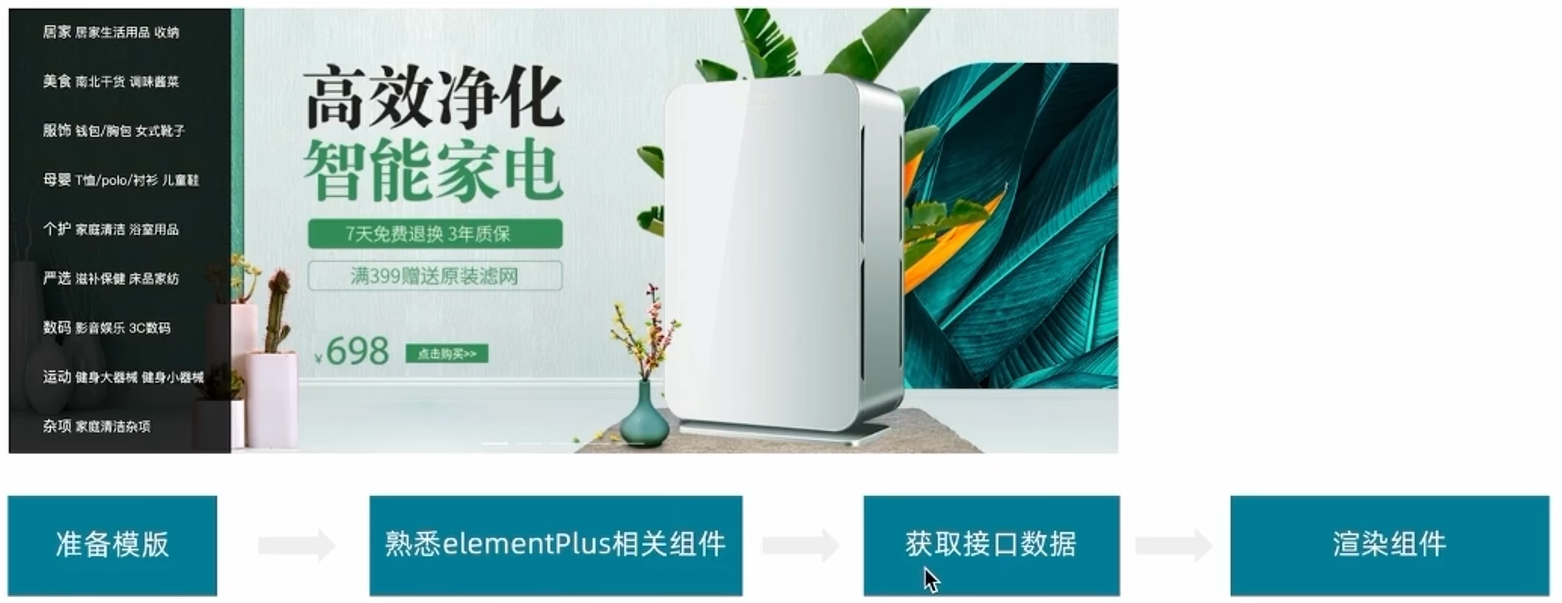 居家 居家生活用品 收纳
美食 南北干货 调味酱菜
服饰 钱包/胸包 女式靴子
母婴 T恤/polo/衬衫 儿童鞋
个护 家庭清洁 浴室用品
严选 滋补保健 床品家纺
数码 影音娱乐 3C数码
运动 健身大器械 健身小器械
杂项 家庭清洁杂项
高效净化
智能家电
7天免费退换 3年质保
满399赠送原装滤网
¥698 点击购买>>
准备模版
熟悉elementPlus相关组件
获取接口数据
渲染组件